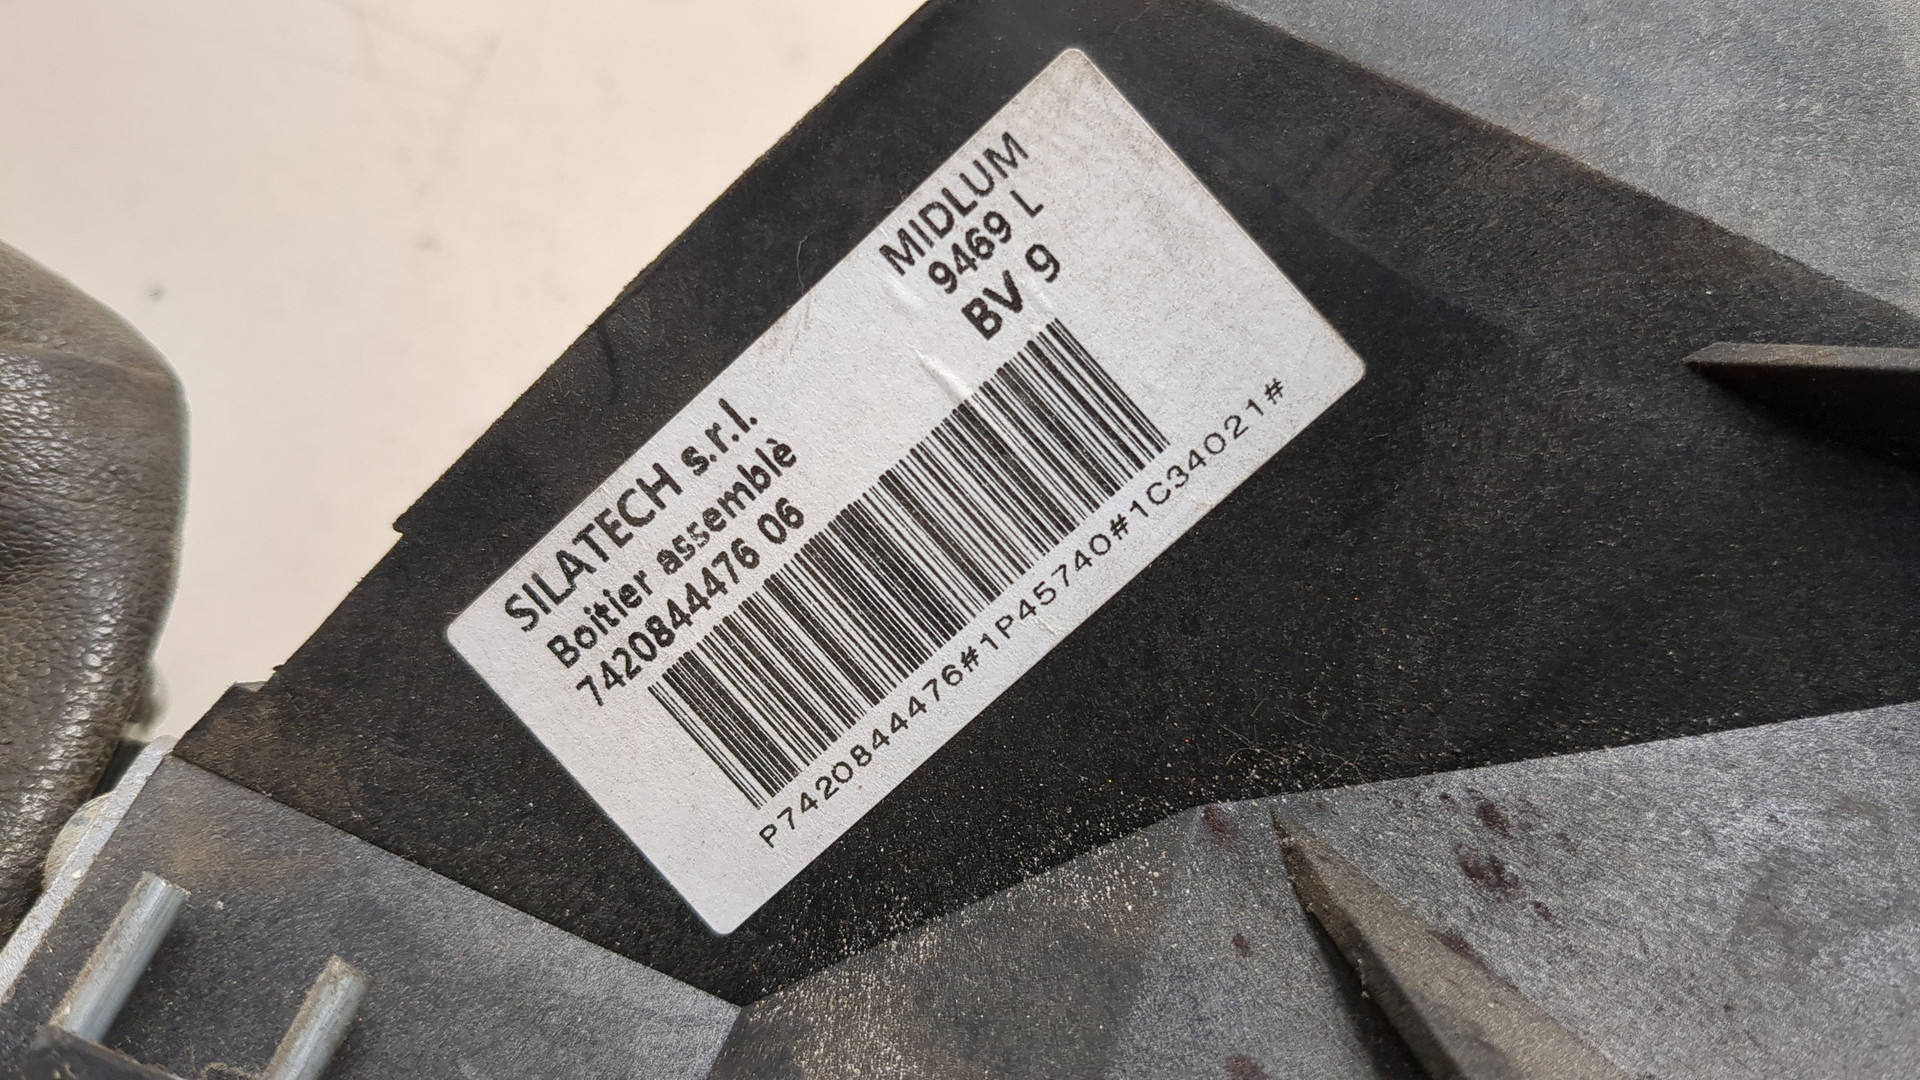 SILATECH s.r.l.
Boitier assemblè
7420844476 06
MIDLUM
9469 L
BV 9
P7420844476#1P45740#1C34021#